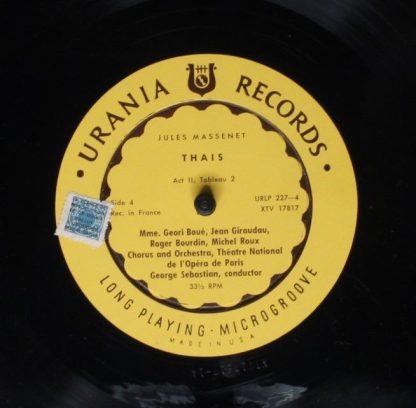 URANIA RECORDS
JULES MASSENET
THAIS
Act II, Tableau 2
Side 4
Rec. in France
URLP 227—4
XTV 17817
Mme. Geori Boué, Jean Giraudau,
Roger Bourdin, Michel Roux
Chorus and Orchestra, Théatre National
de l'Opéra de Paris
George Sebastian, conductor
33⅓ RPM
LONG PLAYING · MICROGROOVE
MADE IN U.S.A.